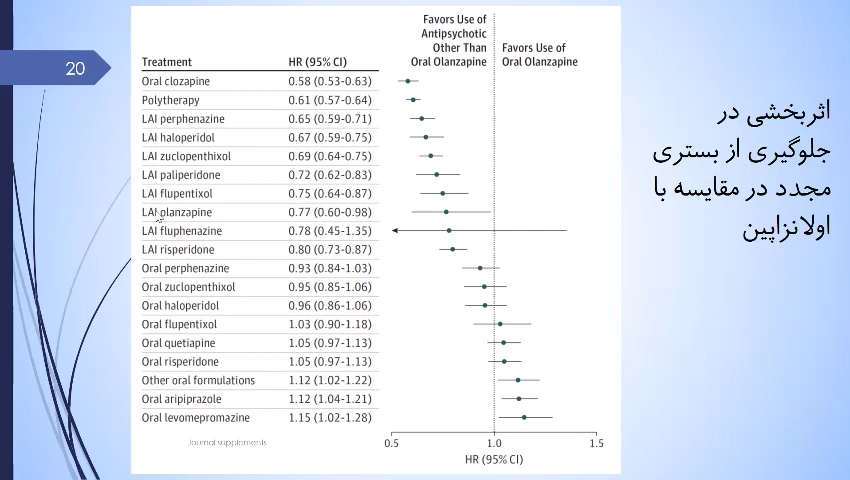 20
اثربخشی در
جلوگیری از بستری
مجدد در مقایسه با
اولانزاپین
Favors Use of
Antipsychotic
Other Than
Oral Olanzapine
Favors Use of
Oral Olanzapine
Treatment HR (95% CI)
Oral clozapine 0.58 (0.53-0.63)
Polytherapy 0.61 (0.57-0.64)
LAI perphenazine 0.65 (0.59-0.71)
LAI haloperidol 0.67 (0.59-0.75)
LAI zuclopenthixol 0.69 (0.64-0.75)
LAI paliperidone 0.72 (0.62-0.83)
LAI flupentixol 0.75 (0.64-0.87)
LAI olanzapine 0.77 (0.60-0.98)
LAI fluphenazine 0.78 (0.45-1.35)
LAI risperidone 0.80 (0.73-0.87)
Oral perphenazine 0.93 (0.84-1.03)
Oral zuclopenthixol 0.95 (0.85-1.06)
Oral haloperidol 0.96 (0.86-1.06)
Oral flupentixol 1.03 (0.90-1.18)
Oral quetiapine 1.05 (0.97-1.13)
Oral risperidone 1.05 (0.97-1.13)
Other oral formulations 1.12 (1.02-1.22)
Oral aripiprazole 1.12 (1.04-1.21)
Oral levomepromazine 1.15 (1.02-1.28)
Journal supplements
0.5 1.0 1.5
HR (95% CI)